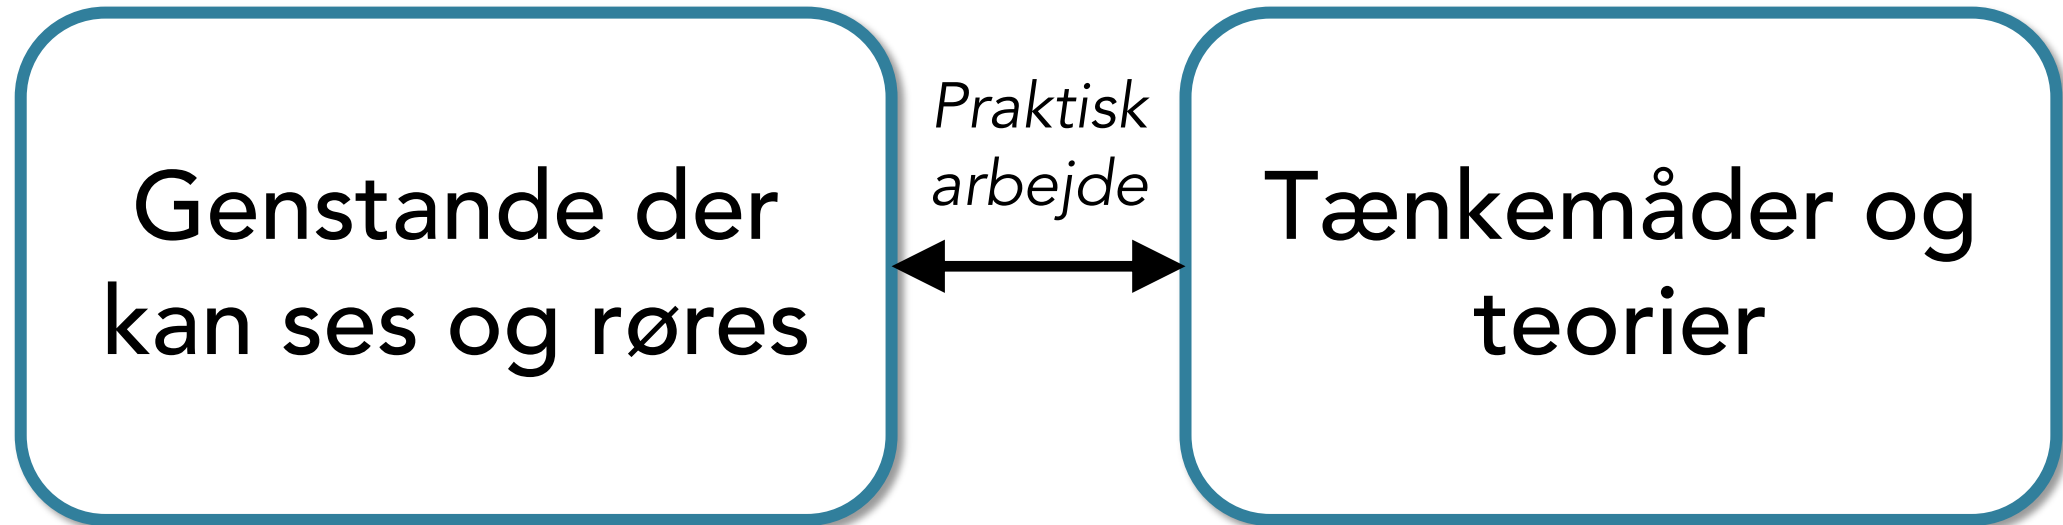 Genstande der
kan ses og røres
Praktisk
arbejde
Tænkemåder og
teorier